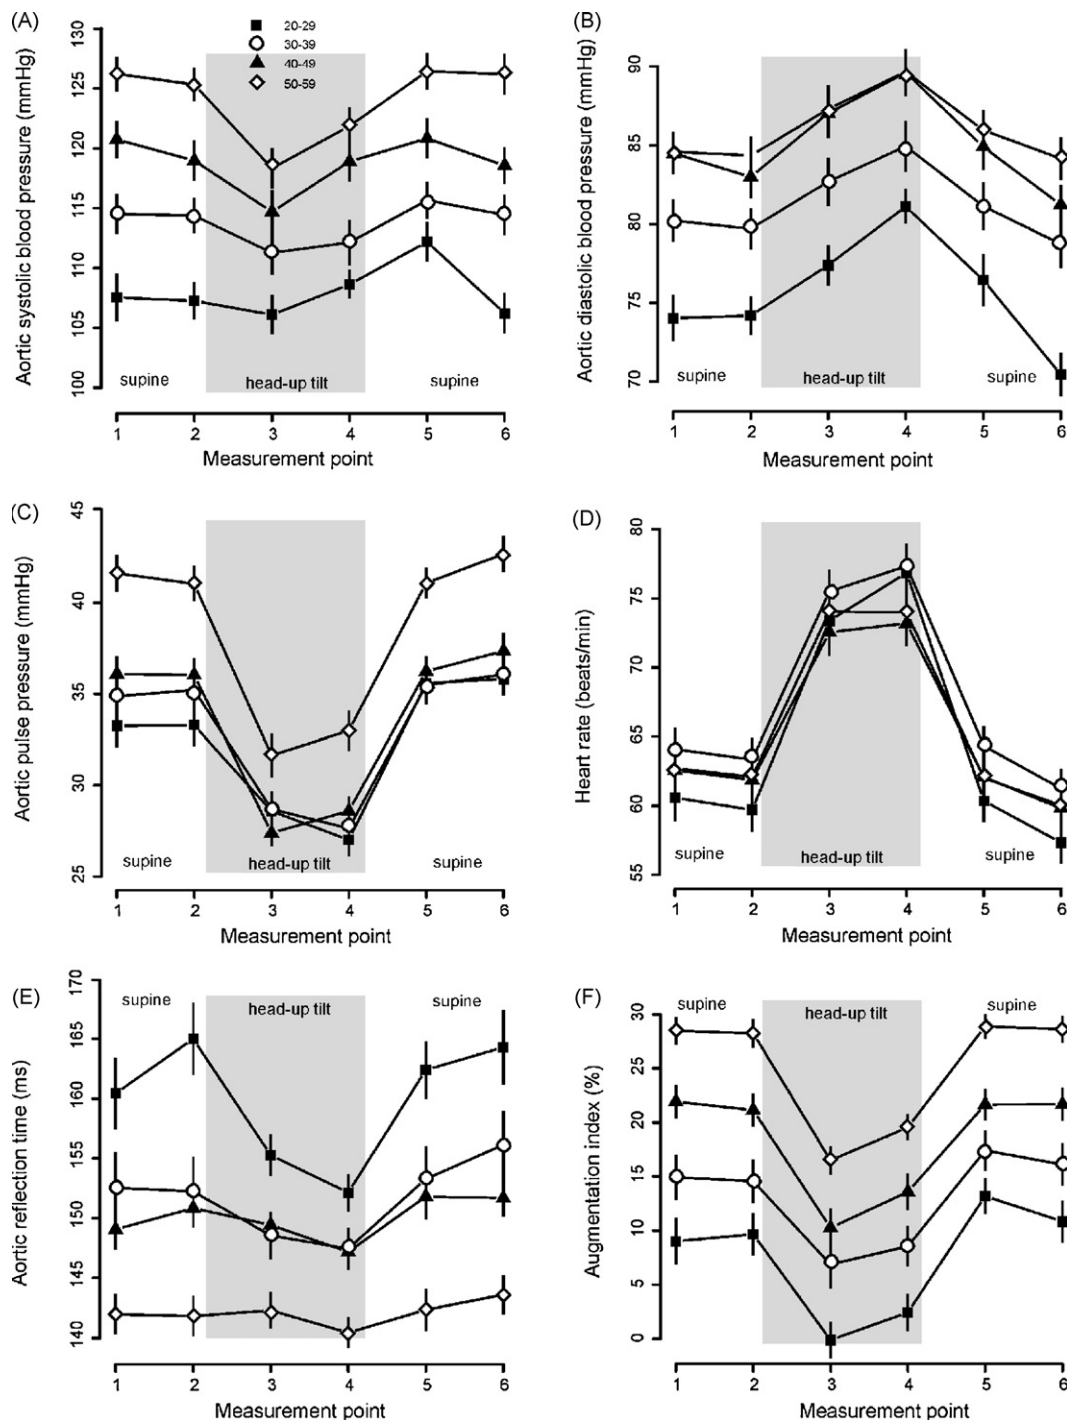 (A)
Aortic systolic blood pressure (mmHg)
130
125
120
115
110
105
100
20-29
30-39
40-49
50-59
supine
head-up tilt
supine
1 2 3 4 5 6
Measurement point
(B)
Aortic diastolic blood pressure (mmHg)
90
85
80
75
70
supine
head-up tilt
supine
1 2 3 4 5 6
Measurement point
(C)
Aortic pulse pressure (mmHg)
45
40
35
30
25
supine
head-up tilt
supine
1 2 3 4 5 6
Measurement point
(D)
Heart rate (beats/min)
80
75
70
65
60
55
supine
head-up tilt
supine
1 2 3 4 5 6
Measurement point
(E)
Aortic reflection time (ms)
170
165
160
155
150
145
140
supine
head-up tilt
supine
1 2 3 4 5 6
Measurement point
(F)
Augmentation index (%)
30
25
20
15
10
5
0
supine
head-up tilt
supine
1 2 3 4 5 6
Measurement point